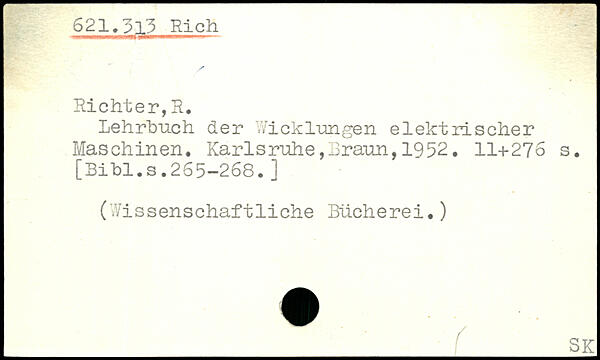 621.313 Rich
Richter,R.
Lehrbuch der Wicklungen elektrischer
Maschinen. Karlsruhe,Braun,1952. 11+276 s.
[Bibl.s.265-268.]
(Wissenschaftliche Bücherei.)
SK